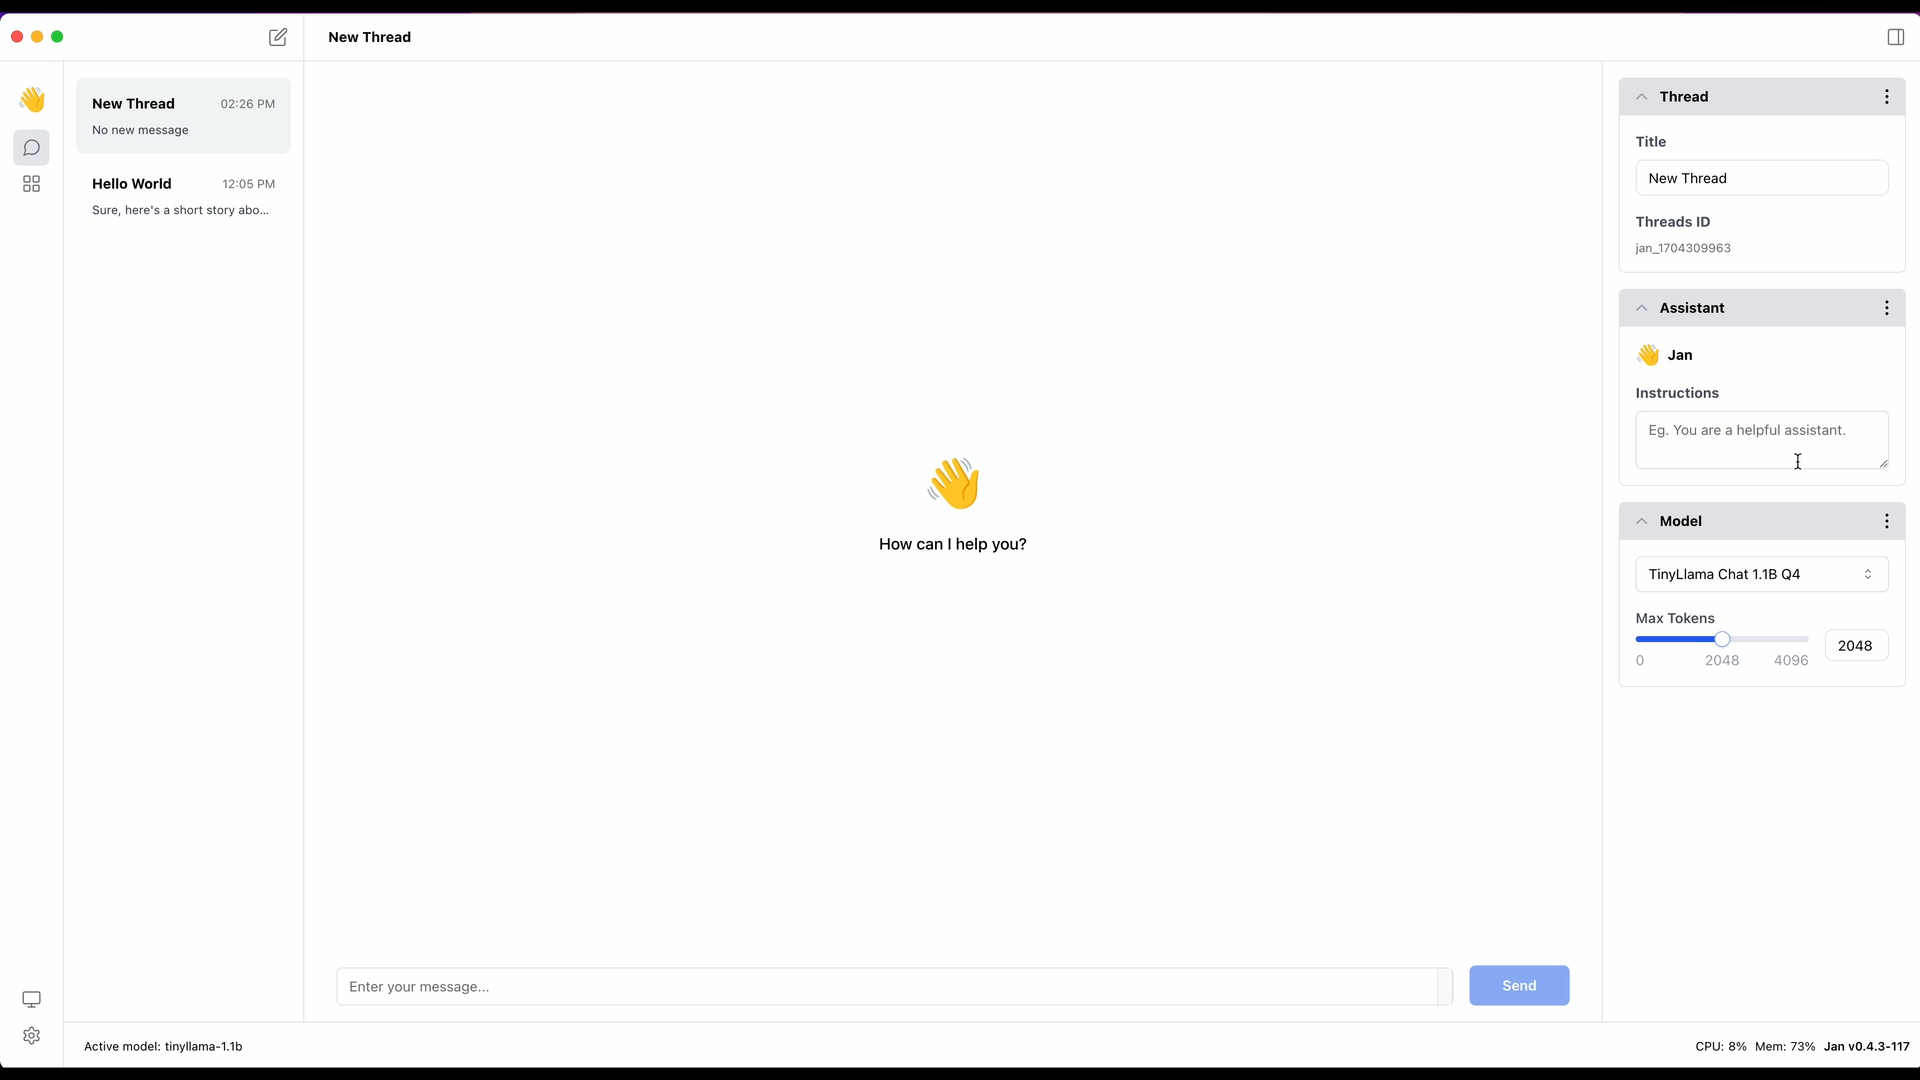 New Thread
New Thread 02:26 PM
No new message
Hello World 12:05 PM
Sure, here's a short story abo...
How can I help you?
Enter your message...
Send
Thread
Title
New Thread
Threads ID
jan_1704309963
Assistant
Jan
Instructions
Eg. You are a helpful assistant.
Model
TinyLlama Chat 1.1B Q4
Max Tokens
2048
0 2048 4096
Active model: tinyllama-1.1b
CPU: 8% Mem: 73% Jan v0.4.3-117